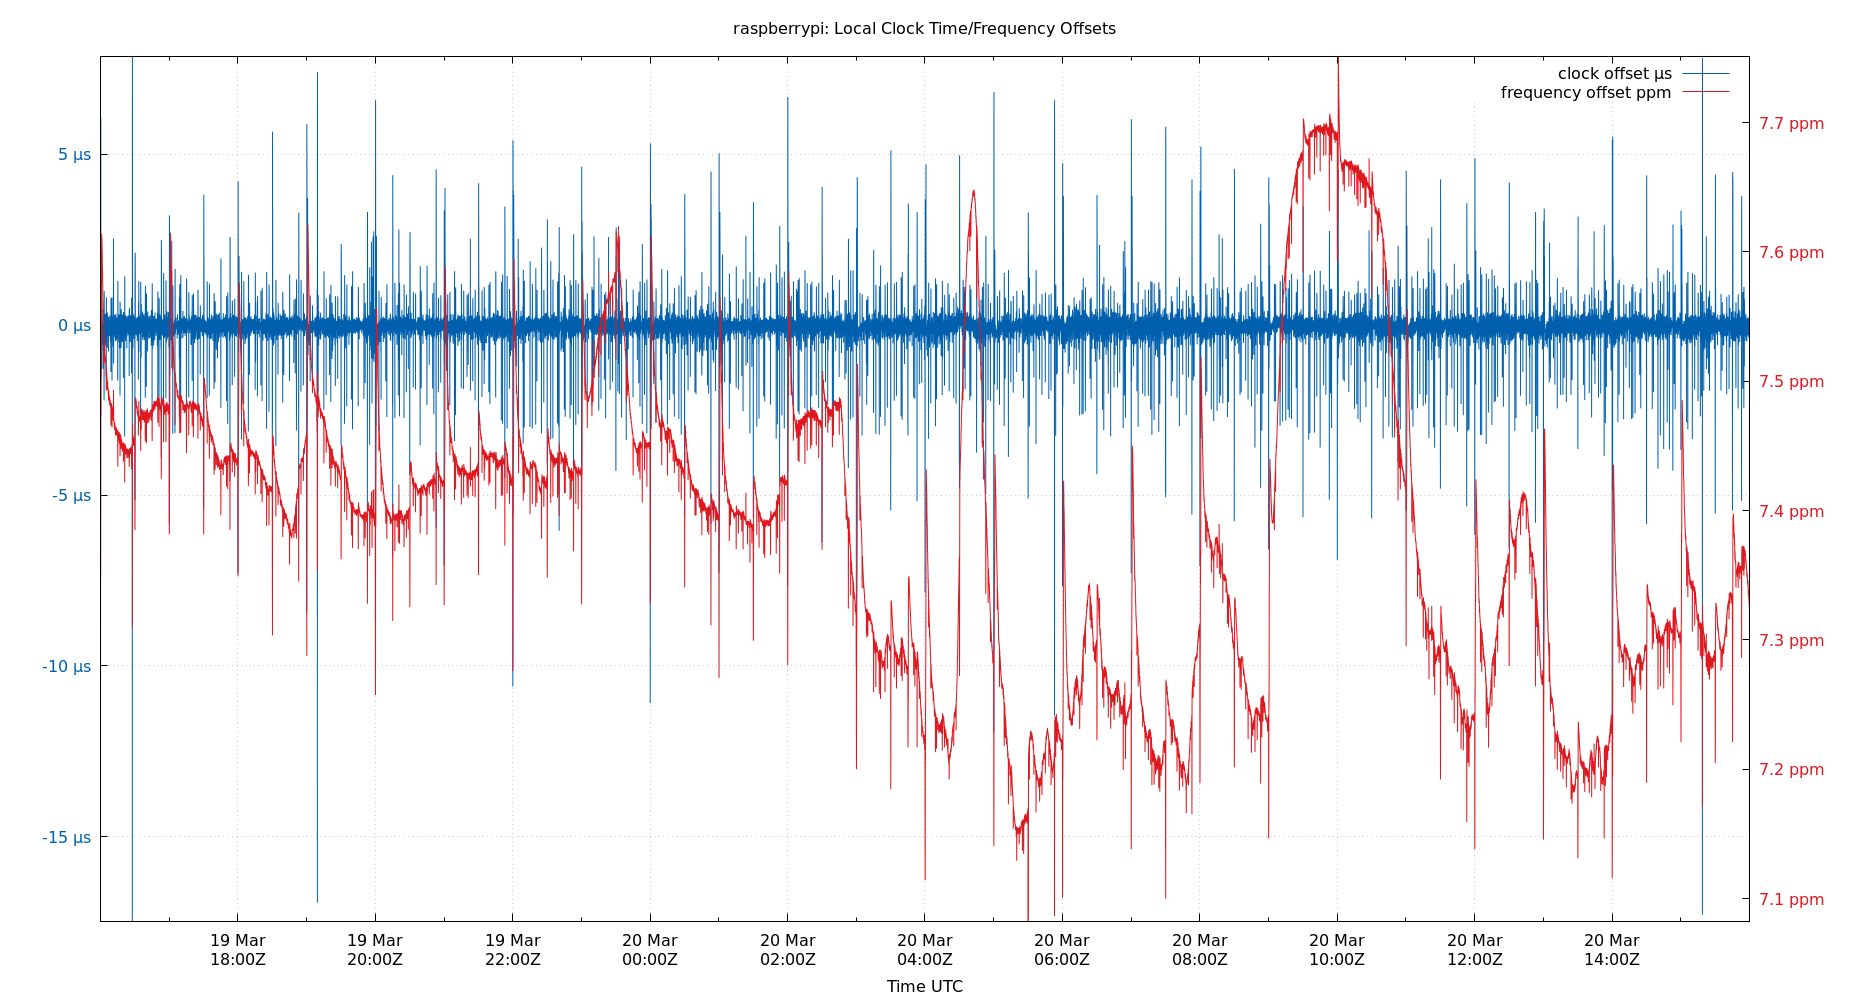 raspberrypi: Local Clock Time/Frequency Offsets
clock offset µs
frequency offset ppm
5 µs
0 µs
-5 µs
-10 µs
-15 µs
7.7 ppm
7.6 ppm
7.5 ppm
7.4 ppm
7.3 ppm
7.2 ppm
7.1 ppm
19 Mar
18:00Z
19 Mar
20:00Z
19 Mar
22:00Z
20 Mar
00:00Z
20 Mar
02:00Z
20 Mar
04:00Z
20 Mar
06:00Z
20 Mar
08:00Z
20 Mar
10:00Z
20 Mar
12:00Z
20 Mar
14:00Z
Time UTC